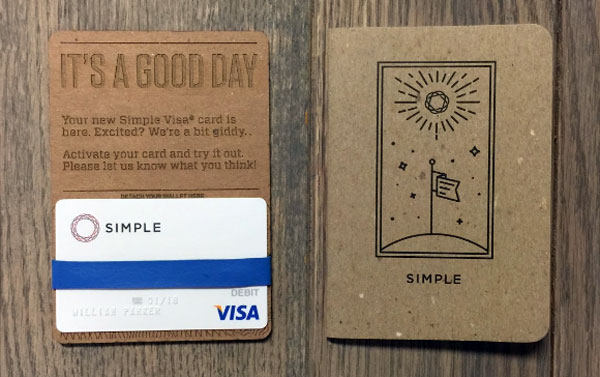 IT'S A GOOD DAY
Your new Simple Visa® card is
here. Excited? We're a bit giddy..
Activate your card and try it out.
Please let us know what you think!
DETACH YOUR WALLET HERE
SIMPLE
DEBIT
01/18
WILLIAM PARKER
VISA
SIMPLE